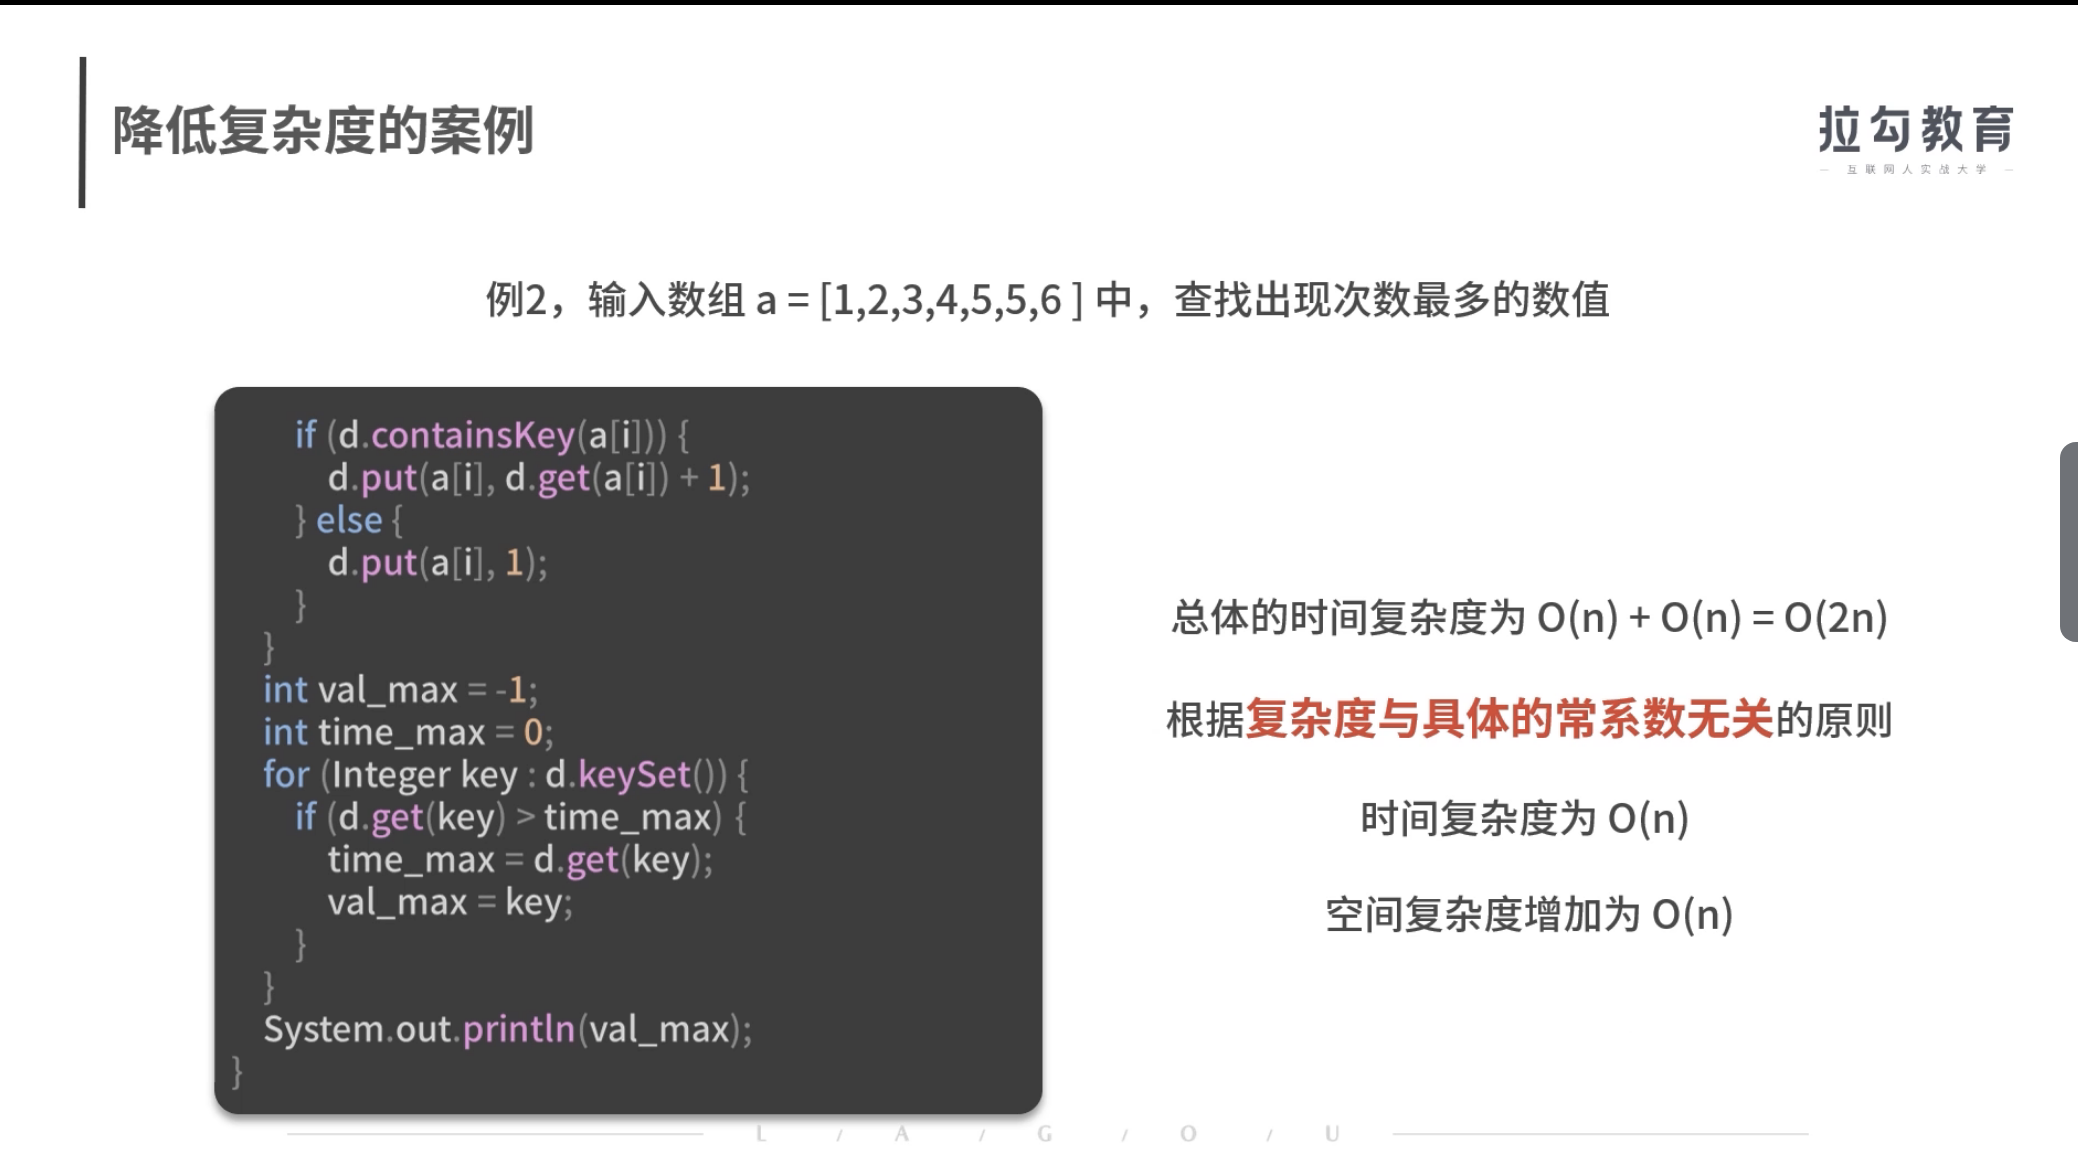 降低复杂度的案例
拉勾教育
— 互联网人实战大学 —
例2，输入数组 a = [1,2,3,4,5,5,6 ] 中，查找出现次数最多的数值
if (d.containsKey(a[i])) {
d.put(a[i], d.get(a[i]) + 1);
} else {
d.put(a[i], 1);
}
}
int val_max = -1;
int time_max = 0;
for (Integer key : d.keySet()) {
if (d.get(key) > time_max) {
time_max = d.get(key);
val_max = key;
}
}
System.out.println(val_max);
}
总体的时间复杂度为 O(n) + O(n) = O(2n)
根据复杂度与具体的常系数无关的原则
时间复杂度为 O(n)
空间复杂度增加为 O(n)
L / A / G / O / U